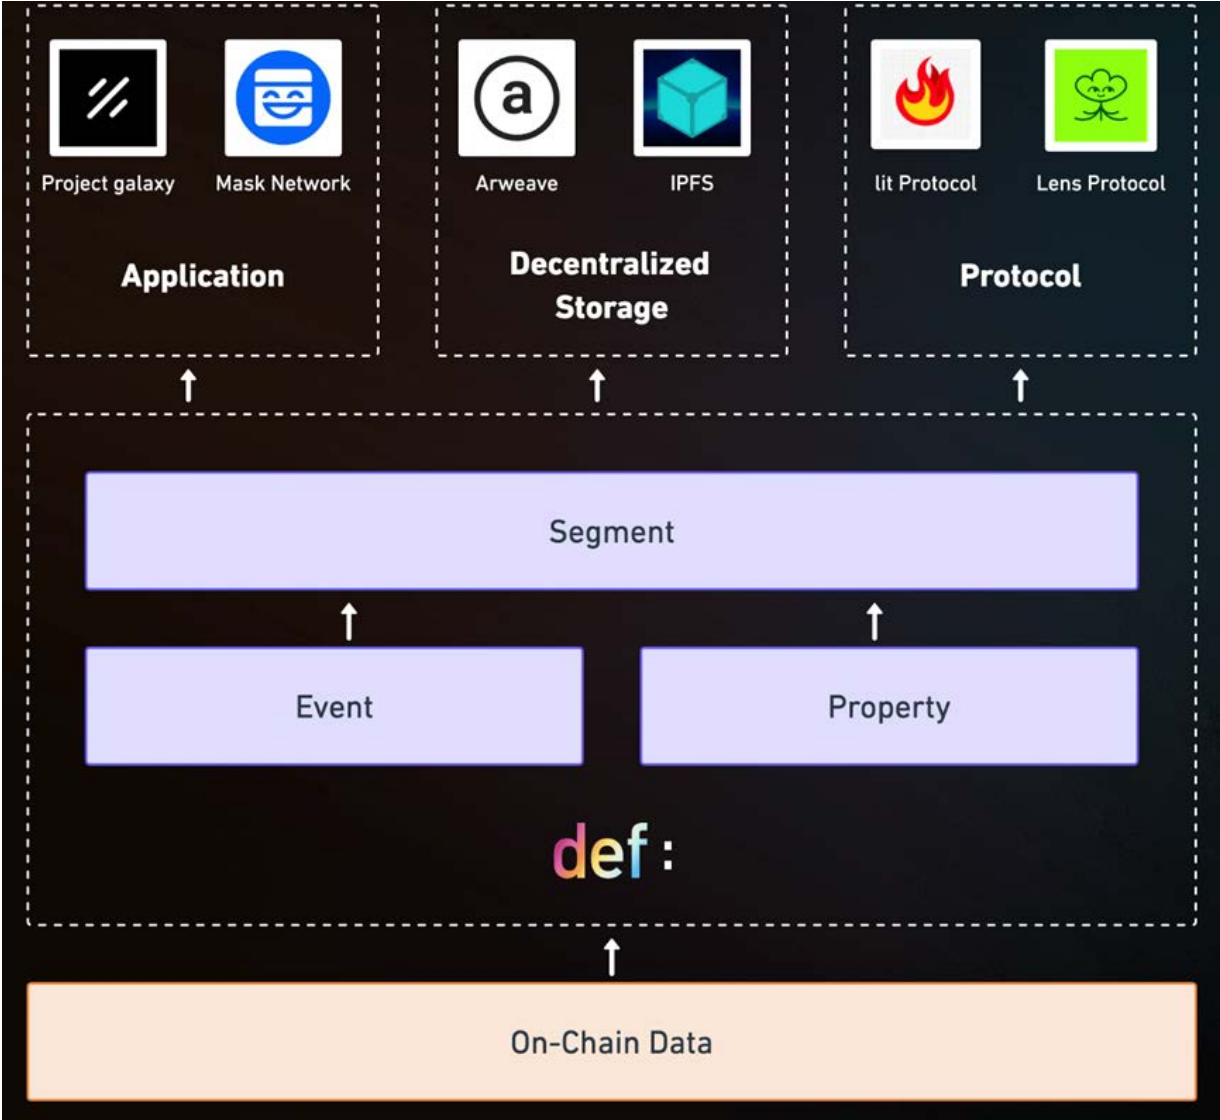 a
Project galaxy
Mask Network
Arweave
IPFS
lit Protocol
Lens Protocol
Application
Decentralized
Storage
Protocol
Segment
Event
Property
def:
On-Chain Data